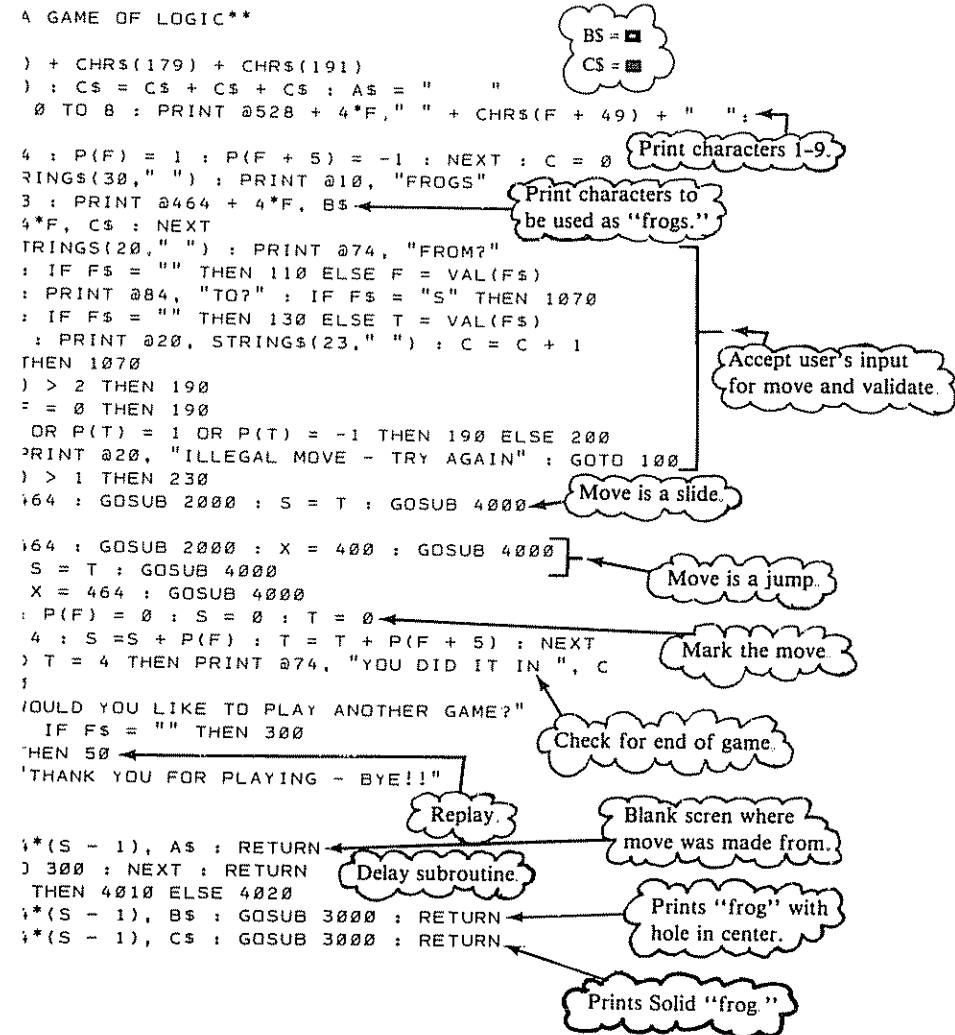 A GAME OF LOGIC**
B$ =
C$ =
) + CHR$(179) + CHR$(191)
) : C$ = C$ + C$ + C$ : A$ = "      "
0 TO 8 : PRINT @528 + 4*F," " + CHR$(F + 49) + "  ";
Print characters 1–9.
4 : P(F) = 1 : P(F + 5) = -1 : NEXT : C = 0
RING$(30," ") : PRINT @10, "FROGS"
Print characters to
be used as "frogs."
3 : PRINT @464 + 4*F, B$
4*F, C$ : NEXT
TRING$(20," ") : PRINT @74, "FROM?"
: IF F$ = "" THEN 110 ELSE F = VAL(F$)
: PRINT @84, "TO?" : IF F$ = "S" THEN 1070
: IF F$ = "" THEN 130 ELSE T = VAL(F$)
: PRINT @20, STRING$(23," ") : C = C + 1
THEN 1070
Accept user's input
for move and validate.
) > 2 THEN 190
= 0 THEN 190
OR P(T) = 1 OR P(T) = -1 THEN 190 ELSE 200
PRINT @20, "ILLEGAL MOVE - TRY AGAIN" : GOTO 100
) > 1 THEN 230
464 : GOSUB 2000 : S = T : GOSUB 4000
Move is a slide.
464 : GOSUB 2000 : X = 400 : GOSUB 4000
S = T : GOSUB 4000
X = 464 : GOSUB 4000
Move is a jump.
: P(F) = 0 : S = 0 : T = 0
4 : S =S + P(F) : T = T + P(F + 5) : NEXT
Mark the move.
) T = 4 THEN PRINT @74, "YOU DID IT IN ", C
OULD YOU LIKE TO PLAY ANOTHER GAME?"
IF F$ = "" THEN 300
Check for end of game.
THEN 50
"THANK YOU FOR PLAYING - BYE!!"
Replay.
Blank scren where
move was made from.
4*(S - 1), A$ : RETURN
O 300 : NEXT : RETURN
Delay subroutine.
THEN 4010 ELSE 4020
4*(S - 1), B$ : GOSUB 3000 : RETURN
Prints "frog" with
hole in center.
4*(S - 1), C$ : GOSUB 3000 : RETURN
Prints Solid "frog."